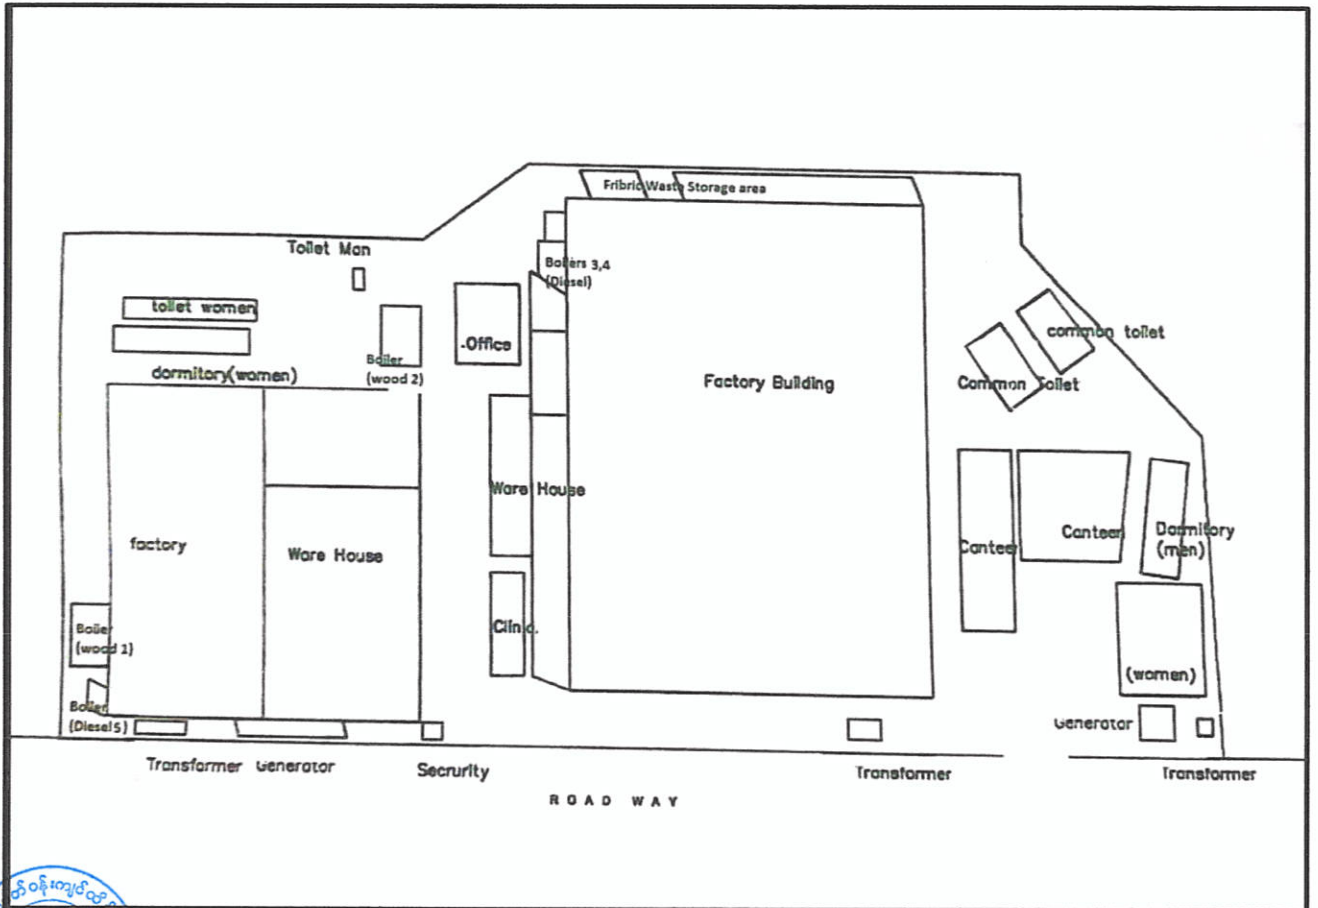 Fribric Waste Storage area
Toilet Man
Boilers 3,4
(Diesel)
toilet women
.Office
common toilet
Boiler
(wood 2)
dormitory(women)
Factory Building
Common Toilet
Ware House
factory
Ware House
Canteen
Canteen
Dormitory
(men)
Boiler
(wood 1)
Clinic.
(women)
Boiler
(Diesel 5)
Generator
Transformer
Generator
Secrurity
Transformer
Transformer
ROAD WAY